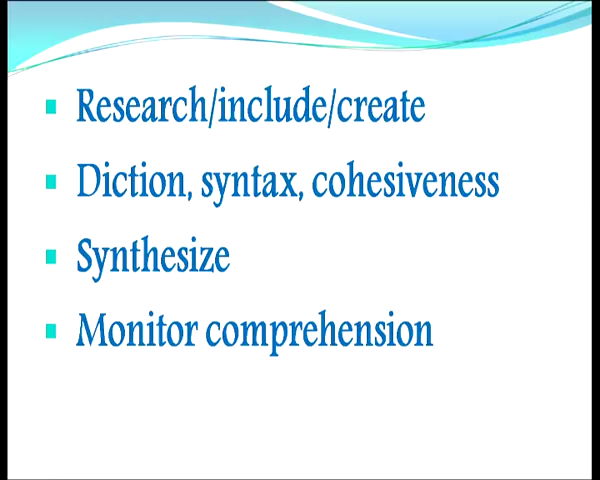 Research/include/create
Diction, syntax, cohesiveness
Synthesize
Monitor comprehension